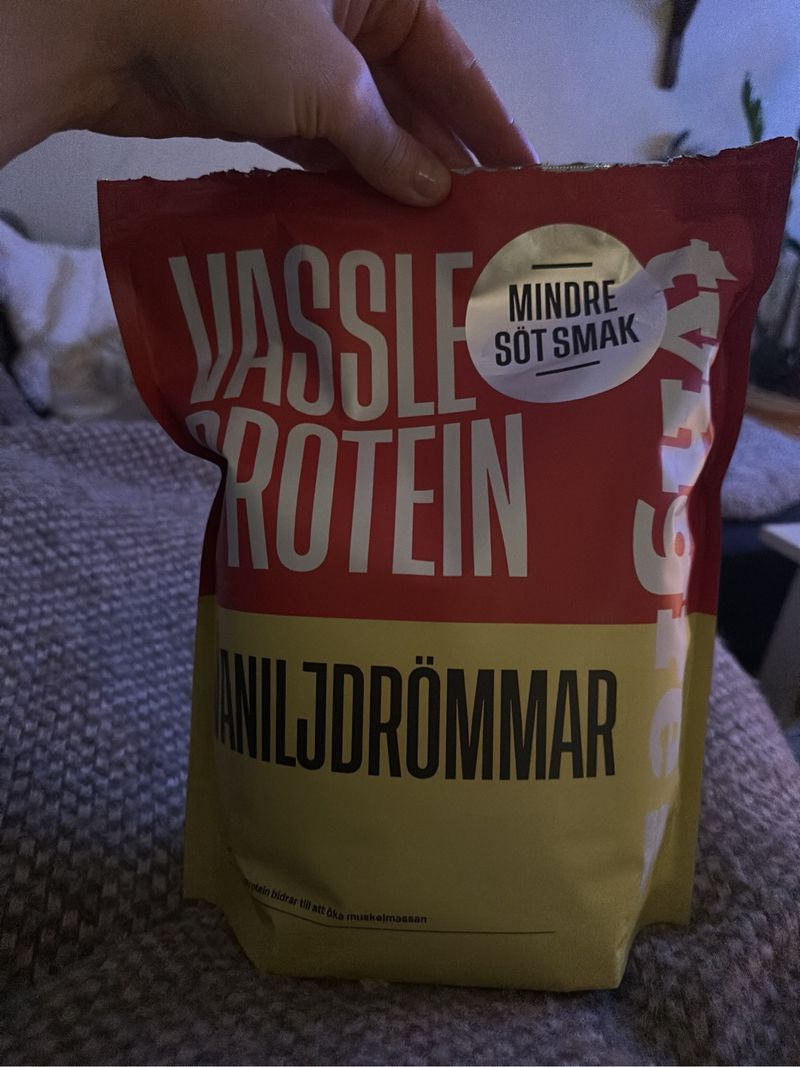 VASSLE
PROTEIN
MINDRE
SÖT SMAK
VANILJDRÖMMAR
protein bidrar till att öka muskelmassan